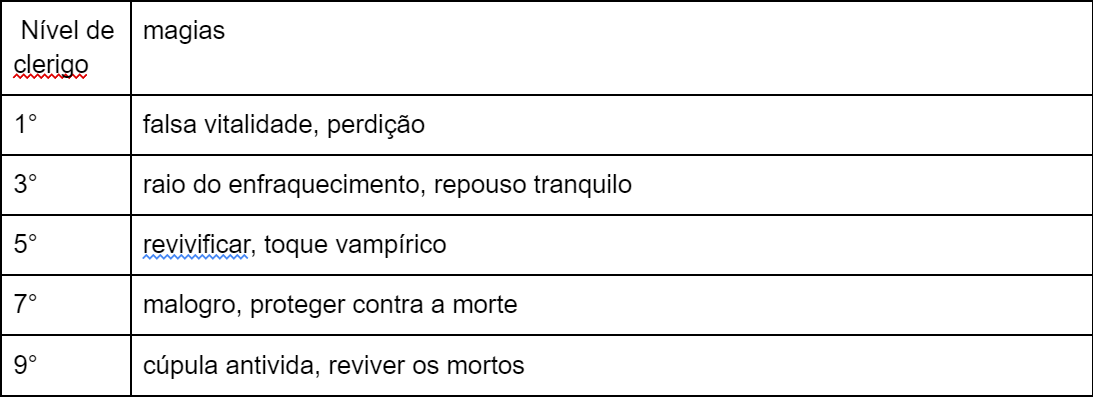 Nível de magias
clerigo
1° falsa vitalidade, perdição
3° raio do enfraquecimento, repouso tranquilo
5° revivificar, toque vampírico
7° malogro, proteger contra a morte
9° cúpula antivida, reviver os mortos